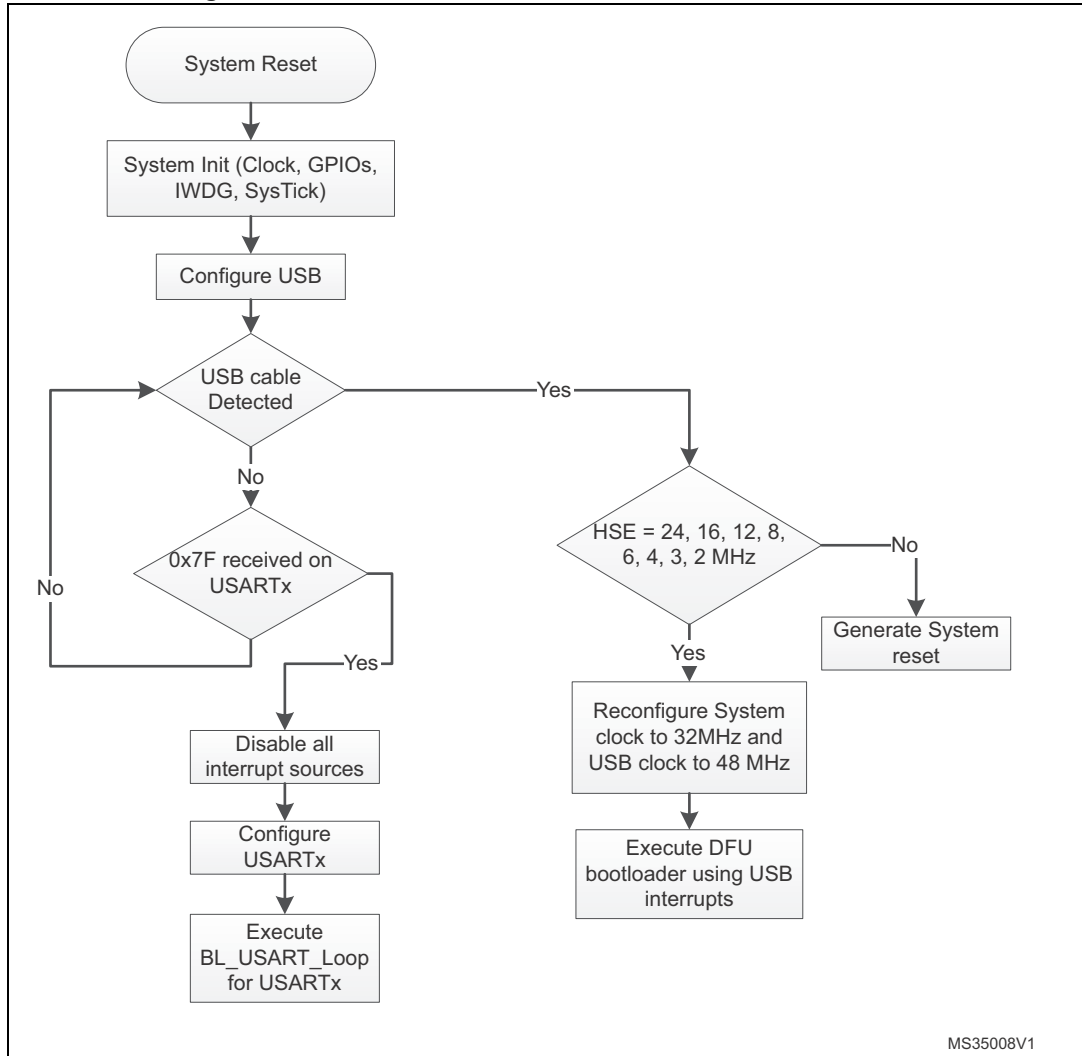 System Reset
System Init (Clock, GPIOs,
IWDG, SysTick)
Configure USB
USB cable
Detected
Yes
No
0x7F received on
USARTx
No
Yes
Disable all
interrupt sources
Configure
USARTx
Execute
BL_USART_Loop
for USARTx
HSE = 24, 16, 12, 8,
6, 4, 3, 2 MHz
No
Generate System
reset
Yes
Reconfigure System
clock to 32MHz and
USB clock to 48 MHz
Execute DFU
bootloader using USB
interrupts
MS35008V1